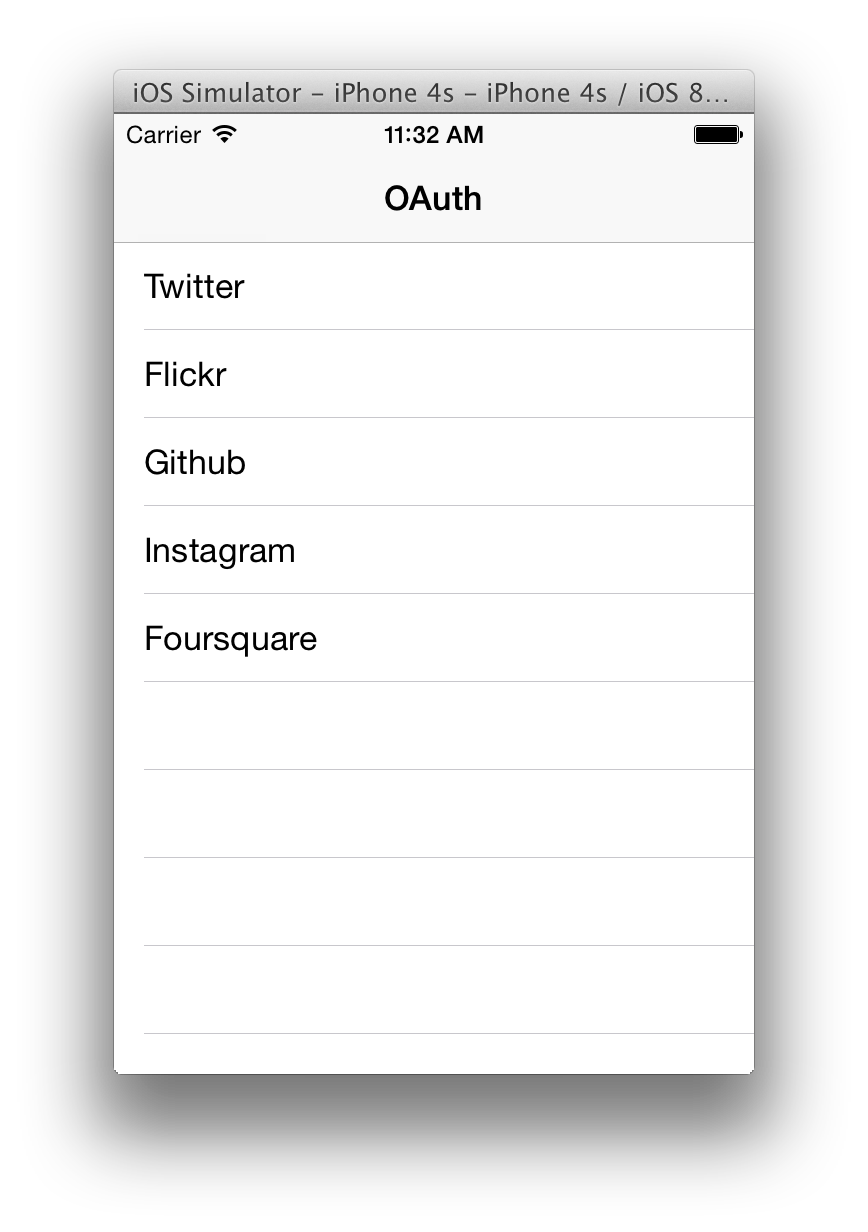 iOS Simulator – iPhone 4s – iPhone 4s / iOS 8...
Carrier 11:32 AM
OAuth
Twitter
Flickr
Github
Instagram
Foursquare